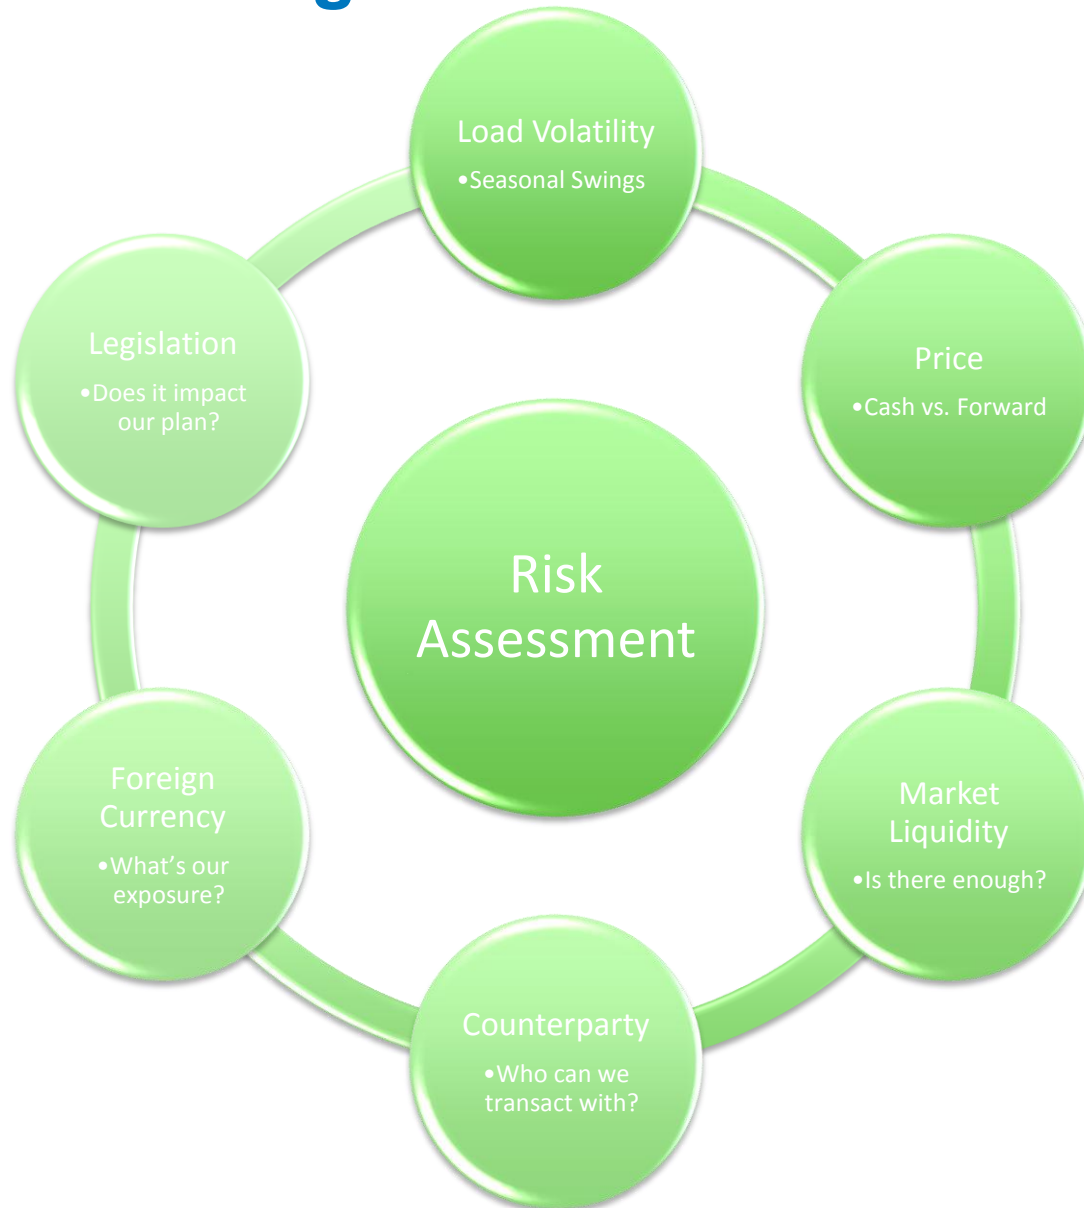 Load Volatility
•Seasonal Swings
Price
•Cash vs. Forward
Market
Liquidity
•Is there enough?
Counterparty
•Who can we
transact with?
Foreign
Currency
•What's our
exposure?
Legislation
•Does it impact
our plan?
Risk
Assessment